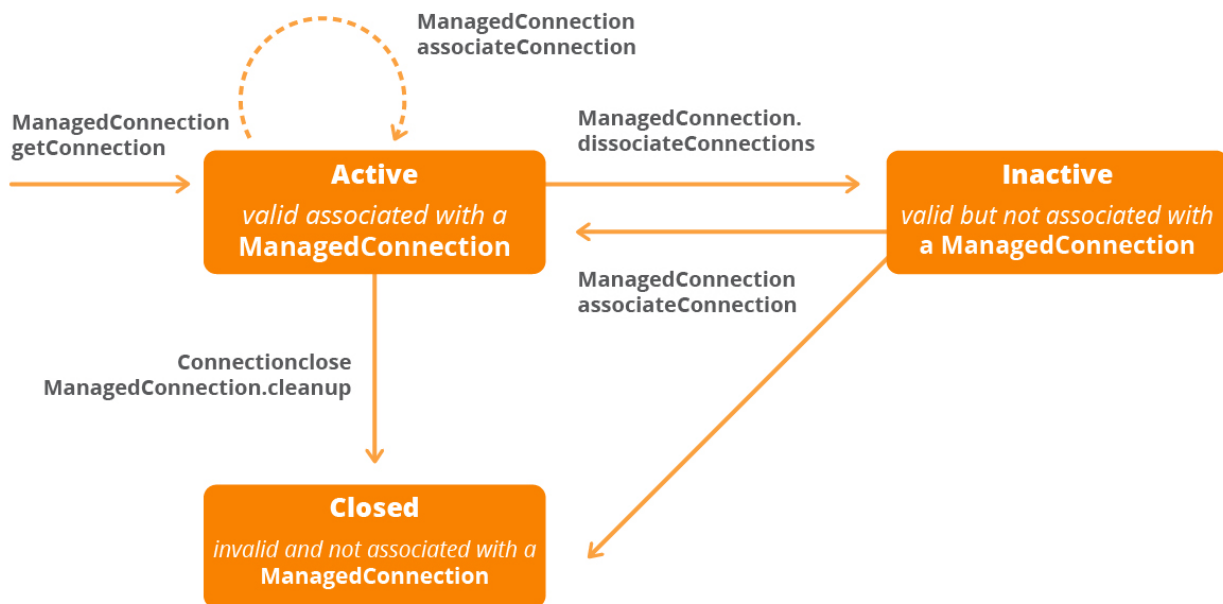 ManagedConnection
associateConnection
ManagedConnection
getConnection
ManagedConnection.
dissociateConnections
Active
valid associated with a
ManagedConnection
Inactive
valid but not associated with
a ManagedConnection
ManagedConnection
associateConnection
Connectionclose
ManagedConnection.cleanup
Closed
invalid and not associated with a
ManagedConnection